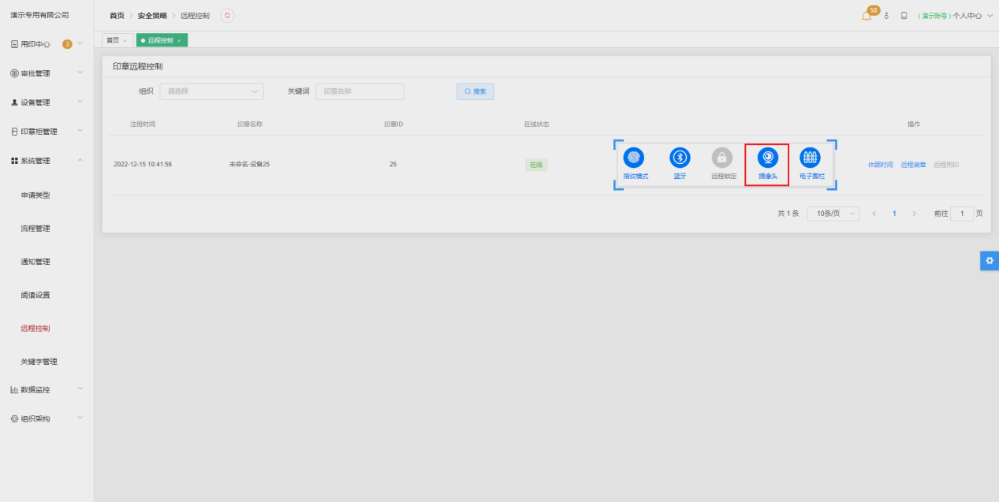 演示专用有限公司
首页 > 安全策略 > 远程控制
58
(演示账号)个人中心
用印中心 3
审批管理
设备管理
印章柜管理
系统管理
申请类型
流程管理
通知管理
阈值设置
远程控制
关键字管理
数据监控
组织架构
首页 ×
远程控制 ×
印章远程控制
组织 请选择 关键词 印章名称 搜索
注册时间 印章名称 印章ID 在线状态 操作
2022-12-15 10:41:56 未命名-设备25 25 在线 指纹模式 蓝牙 远程锁定 摄像头 电子围栏 休眠时间 远程装章 远程用印
共 1 条 10条/页 < 1 > 前往 1 页